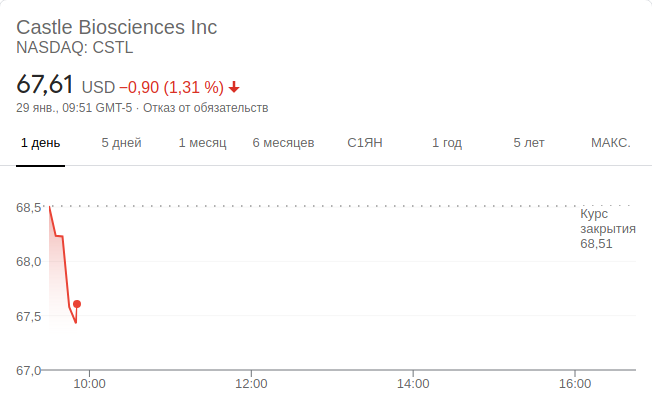 Castle Biosciences Inc
NASDAQ: CSTL
67,61 USD −0,90 (1,31 %)
29 янв., 09:51 GMT-5 · Отказ от обязательств
1 день 5 дней 1 месяц 6 месяцев С1ЯН 1 год 5 лет МАКС.
68,5
Курс
закрытия
68,51
68,0
67,5
67,0
10:00 12:00 14:00 16:00